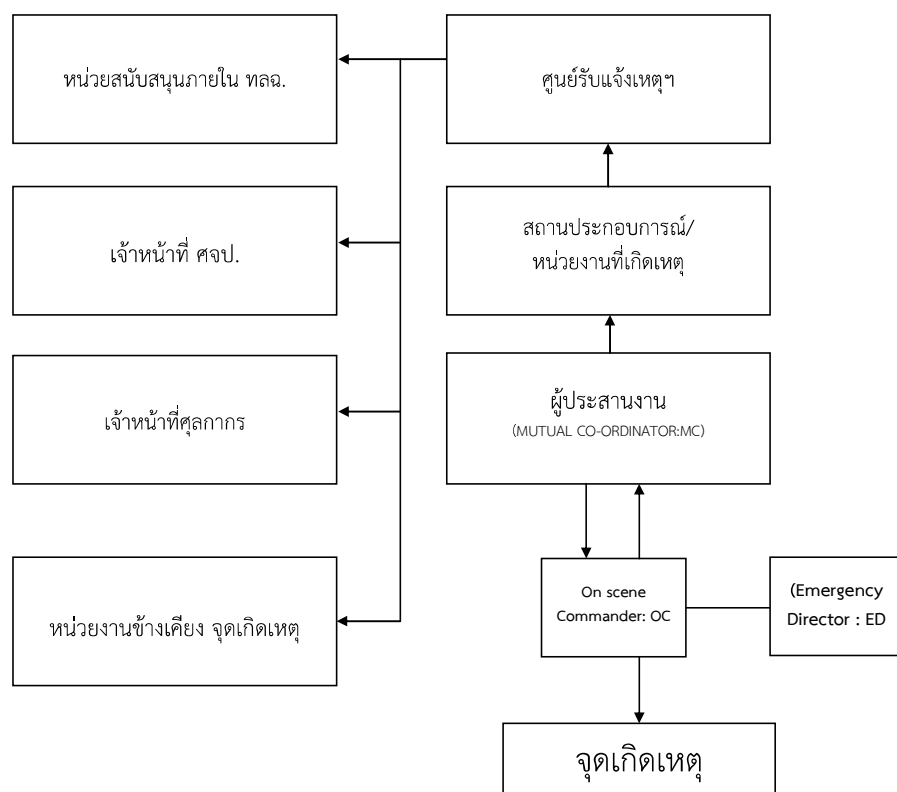 หน่วยสนับสนุนภายใน ทลฉ.
ศูนย์รับแจ้งเหตุฯ
เจ้าหน้าที่ ศจป.
สถานประกอบการณ์/
หน่วยงานที่เกิดเหตุ
เจ้าหน้าที่ศุลกากร
ผู้ประสานงาน
(MUTUAL CO-ORDINATOR:MC)
หน่วยงานข้างเคียง จุดเกิดเหตุ
On scene
Commander: OC
(Emergency
Director : ED
จุดเกิดเหตุ